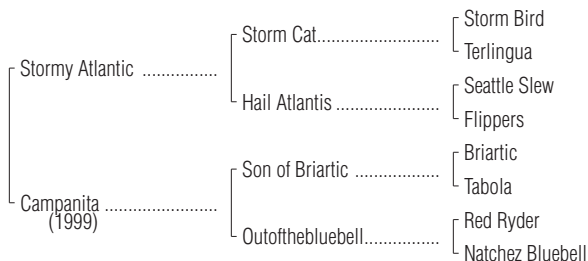 Storm Bird
Storm Cat..........................
Terlingua
Stormy Atlantic ................
Seattle Slew
Hail Atlantis ......................
Flippers
Briartic
Son of Briartic ..................
Tabola
Campanita ........................
(1999)
Red Ryder
Outofthebluebell................
Natchez Bluebell